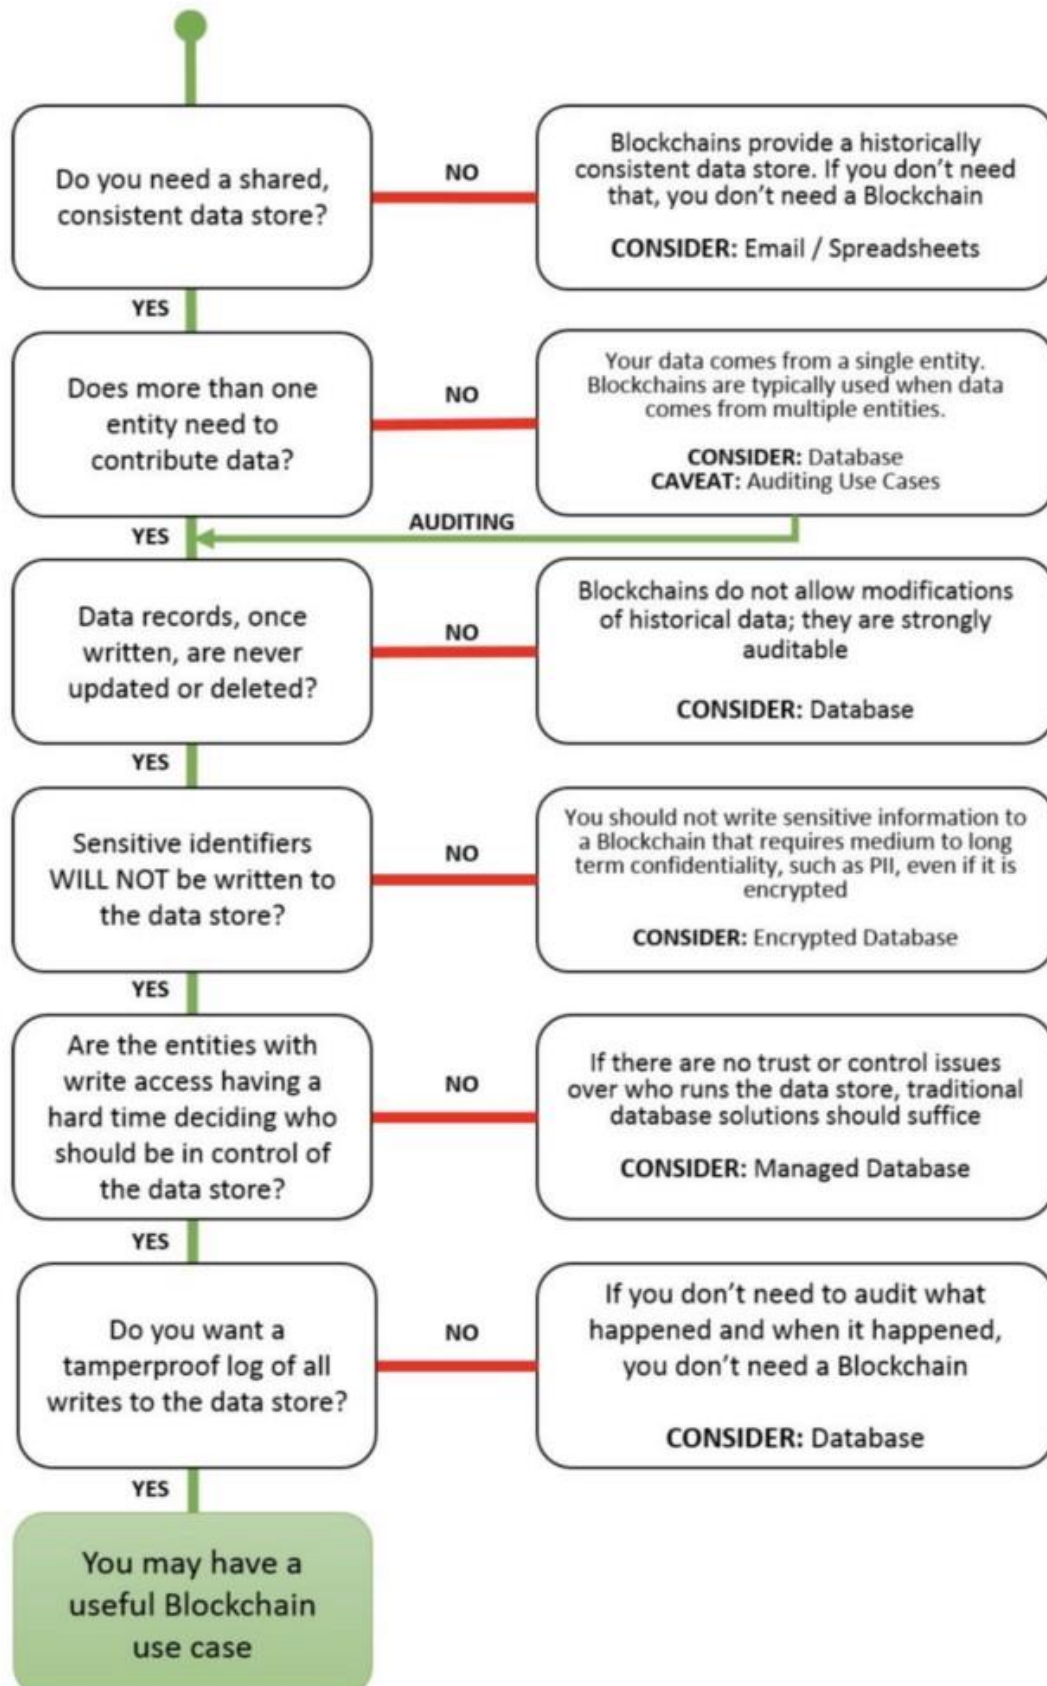 Do you need a shared,
consistent data store?
NO
Blockchains provide a historically
consistent data store. If you don't need
that, you don't need a Blockchain
CONSIDER: Email / Spreadsheets
YES
Does more than one
entity need to
contribute data?
NO
Your data comes from a single entity.
Blockchains are typically used when data
comes from multiple entities.
CONSIDER: Database
CAVEAT: Auditing Use Cases
AUDITING
YES
Data records, once
written, are never
updated or deleted?
NO
Blockchains do not allow modifications
of historical data; they are strongly
auditable
CONSIDER: Database
YES
Sensitive identifiers
WILL NOT be written to
the data store?
NO
You should not write sensitive information to
a Blockchain that requires medium to long
term confidentiality, such as PII, even if it is
encrypted
CONSIDER: Encrypted Database
YES
Are the entities with
write access having a
hard time deciding who
should be in control of
the data store?
NO
If there are no trust or control issues
over who runs the data store, traditional
database solutions should suffice
CONSIDER: Managed Database
YES
Do you want a
tamperproof log of all
writes to the data store?
NO
If you don't need to audit what
happened and when it happened,
you don't need a Blockchain
CONSIDER: Database
YES
You may have a
useful Blockchain
use case